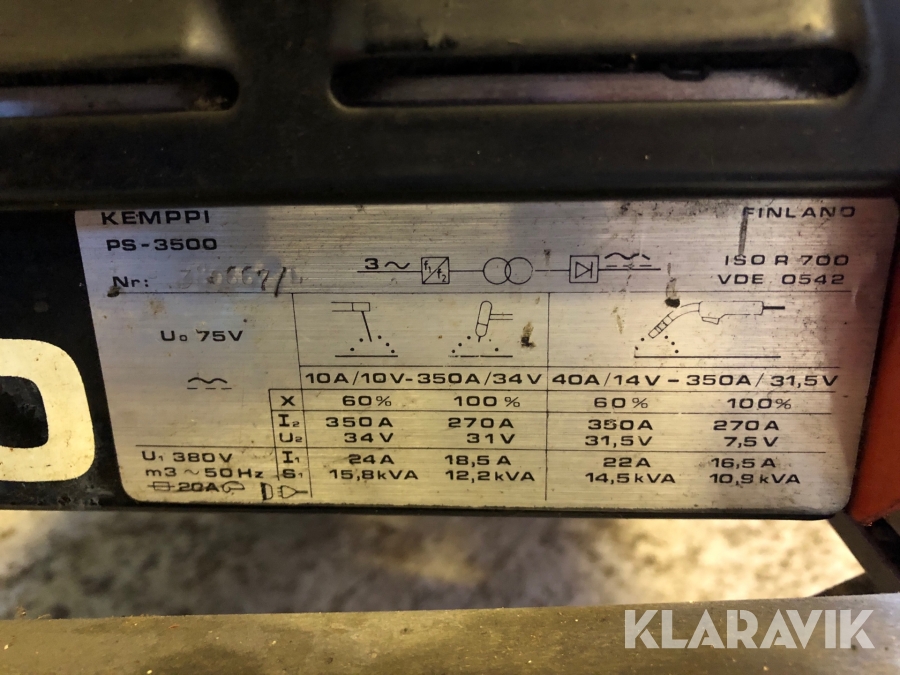 KEMPPI
FINLAND
PS-3500
3~ f1/f2
ISO R 700
Nr:
VDE 0542
U0 75V
10A/10V-350A/34V 40A/14V-350A/31,5V
X 60% 100% 60% 100%
I2 350A 270A 350A 270A
U2 34V 31V 31,5V 7,5V
U1 380V I1 24A 18,5A 22A 16,5A
m3~50Hz S1 15,8kVA 12,2kVA 14,5kVA 10,9kVA
20A
KLARAVIK